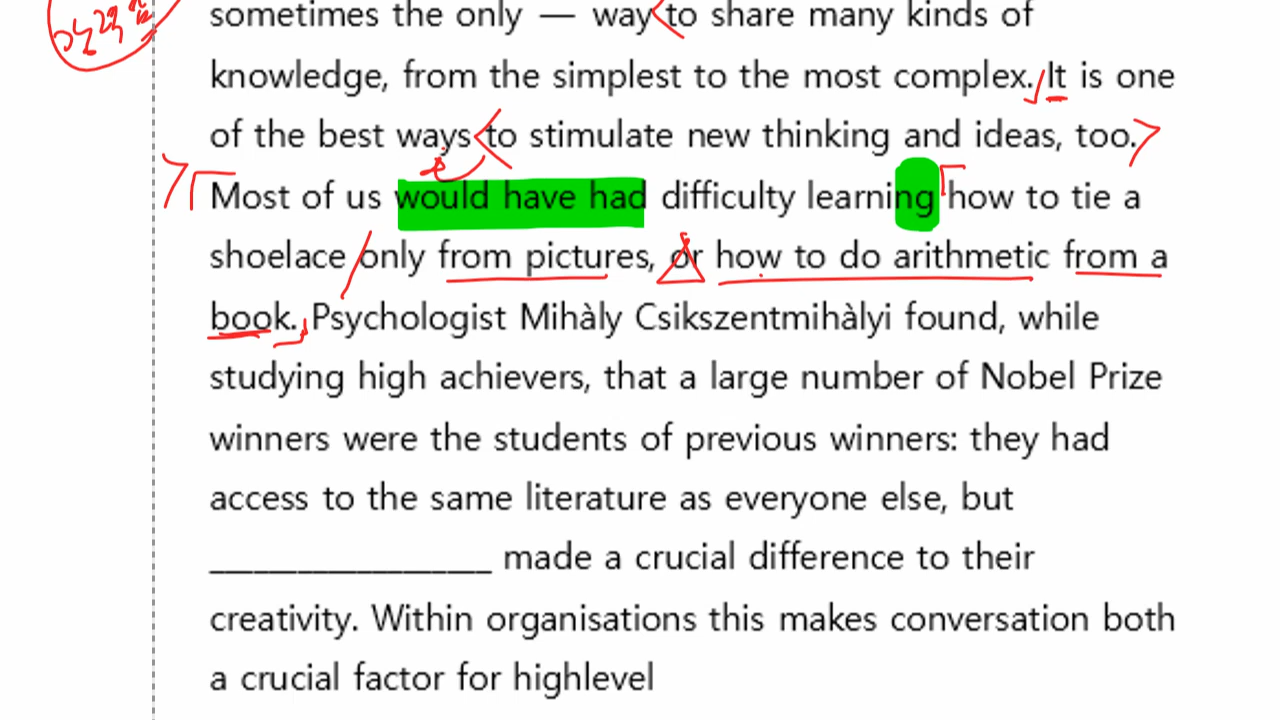 sometimes the only — way to share many kinds of
knowledge, from the simplest to the most complex. It is one
of the best ways to stimulate new thinking and ideas, too.
Most of us would have had difficulty learning how to tie a
shoelace only from pictures, or how to do arithmetic from a
book. Psychologist Mihàly Csikszentmihàlyi found, while
studying high achievers, that a large number of Nobel Prize
winners were the students of previous winners: they had
access to the same literature as everyone else, but
____________________ made a crucial difference to their
creativity. Within organisations this makes conversation both
a crucial factor for highlevel